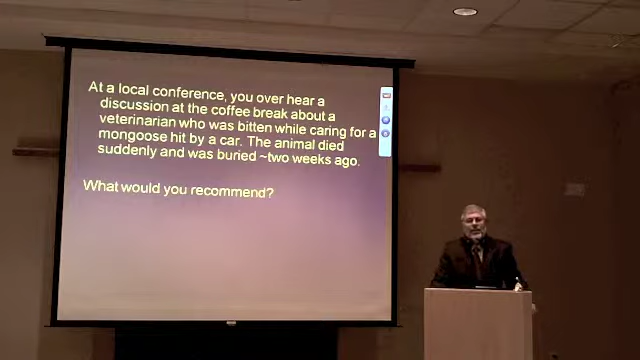 At a local conference, you over hear a
discussion at the coffee break about a
veterinarian who was bitten while caring for a
mongoose hit by a car. The animal died
suddenly and was buried ~two weeks ago.
What would you recommend?